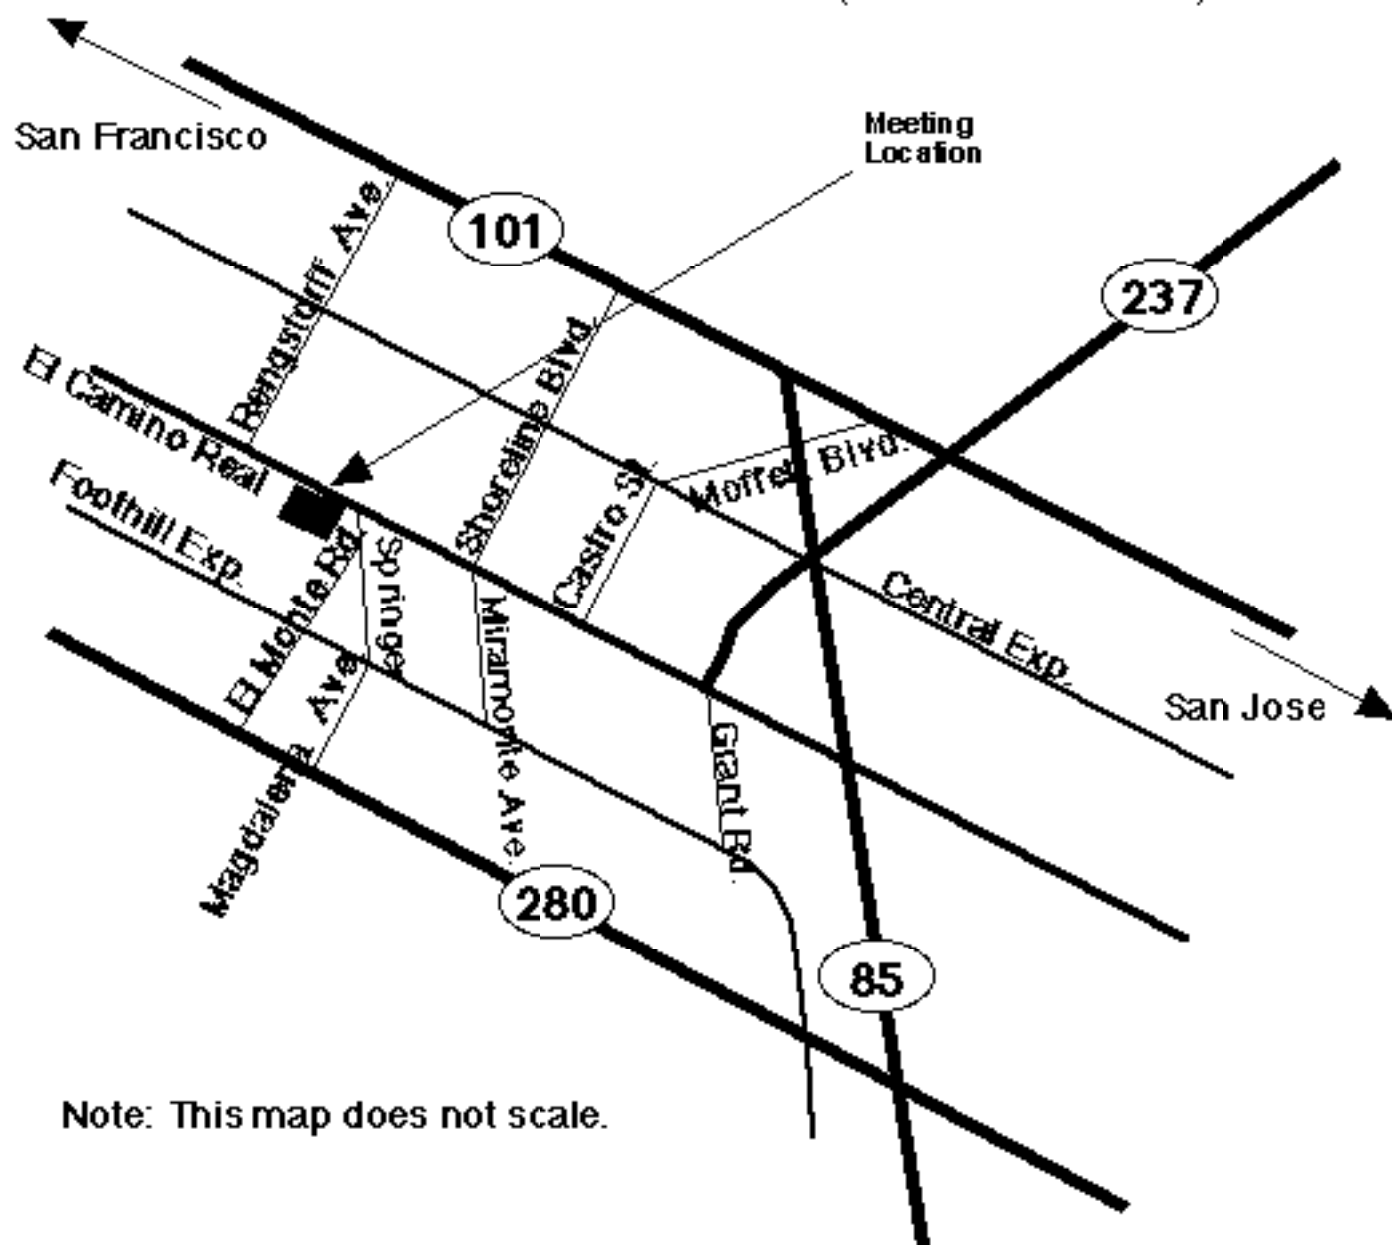 San Francisco
Meeting
Location
101
237
Rengstorff Ave.
El Camino Real
Shoreline Blvd.
Moffett Blvd.
Castro St.
Foothill Exp.
El Monte Rd.
Springer
Miramonte Ave.
Central Exp.
San Jose
Magdalena Ave.
Grant Rd.
280
85
Note: This map does not scale.